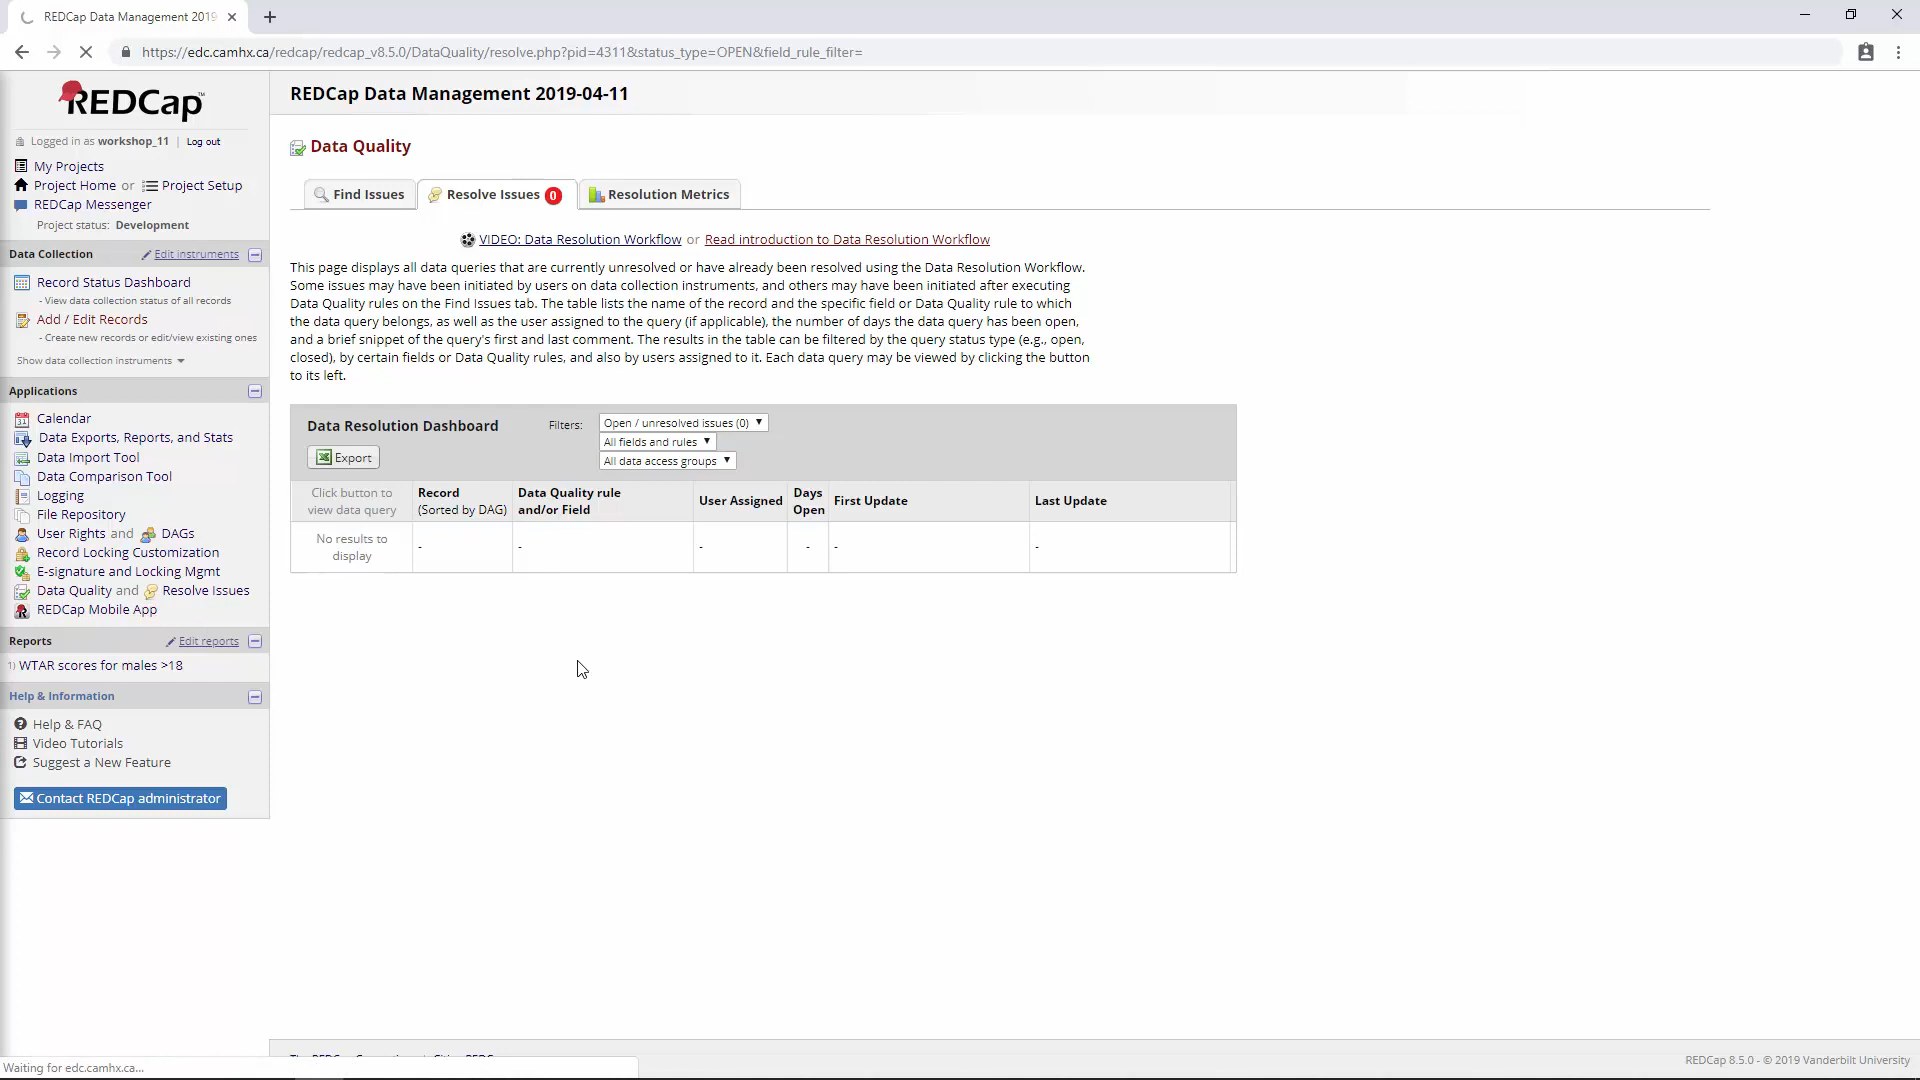 REDCap Data Management 2019
https://edc.camhx.ca/redcap/redcap_v8.5.0/DataQuality/resolve.php?pid=4311&status_type=OPEN&field_rule_filter=
REDCap
Logged in as workshop_11 | Log out
My Projects
Project Home or Project Setup
REDCap Messenger
Project status: Development
Data Collection Edit instruments
Record Status Dashboard
- View data collection status of all records
Add / Edit Records
- Create new records or edit/view existing ones
Show data collection instruments
Applications
Calendar
Data Exports, Reports, and Stats
Data Import Tool
Data Comparison Tool
Logging
File Repository
User Rights and DAGs
Record Locking Customization
E-signature and Locking Mgmt
Data Quality and Resolve Issues
REDCap Mobile App
Reports Edit reports
1) WTAR scores for males >18
Help & Information
Help & FAQ
Video Tutorials
Suggest a New Feature
Contact REDCap administrator
REDCap Data Management 2019-04-11
Data Quality
Find Issues Resolve Issues 0 Resolution Metrics
VIDEO: Data Resolution Workflow or Read introduction to Data Resolution Workflow
This page displays all data queries that are currently unresolved or have already been resolved using the Data Resolution Workflow.
Some issues may have been initiated by users on data collection instruments, and others may have been initiated after executing
Data Quality rules on the Find Issues tab. The table lists the name of the record and the specific field or Data Quality rule to which
the data query belongs, as well as the user assigned to the query (if applicable), the number of days the data query has been open,
and a brief snippet of the query's first and last comment. The results in the table can be filtered by the query status type (e.g., open,
closed), by certain fields or Data Quality rules, and also by users assigned to it. Each data query may be viewed by clicking the button
to its left.
Data Resolution Dashboard Filters: Open / unresolved issues (0)
All fields and rules
Export All data access groups
Click button to view data query Record (Sorted by DAG) Data Quality rule and/or Field User Assigned Days Open First Update Last Update
No results to display - - - - - -
Waiting for edc.camhx.ca...
REDCap 8.5.0 - © 2019 Vanderbilt University